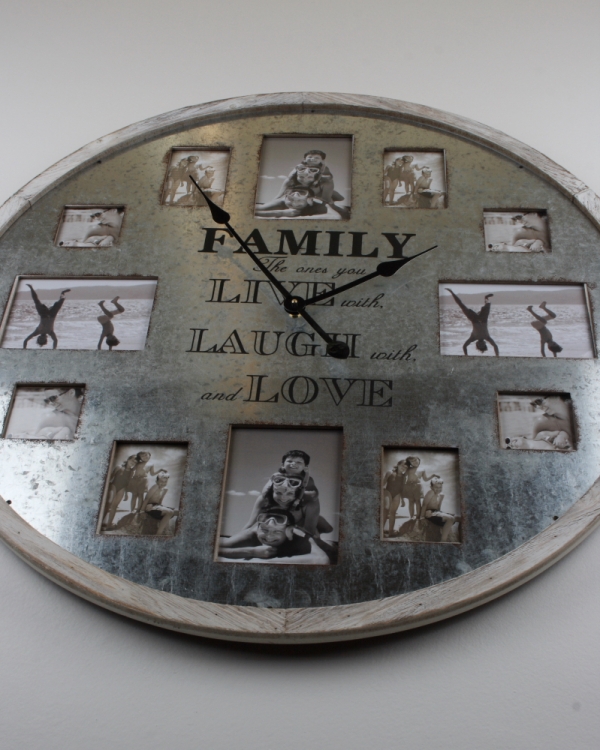 FAMILY
The ones you
LIVE with,
LAUGH with,
and LOVE